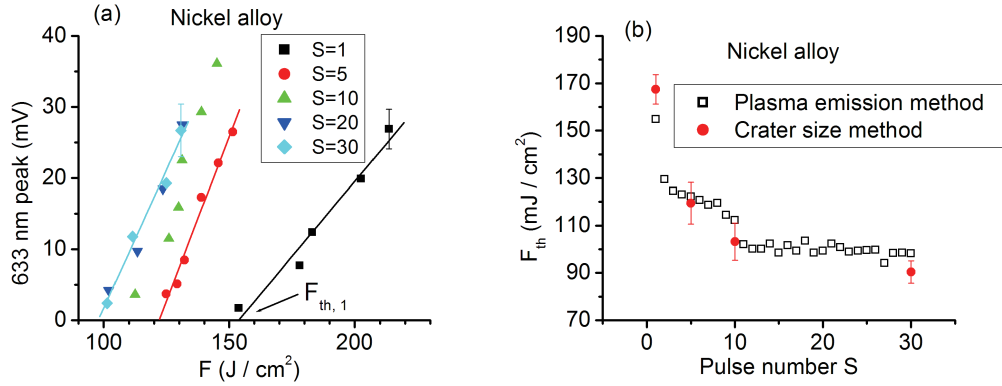 (a)
Nickel alloy
S=1
S=5
S=10
S=20
S=30
633 nm peak (mV)
40
30
20
10
0
100
150
200
F (J / cm²)
Fth, 1
(b)
Nickel alloy
Plasma emission method
Crater size method
Fth (mJ / cm²)
170
150
130
110
90
70
0
10
20
30
Pulse number S